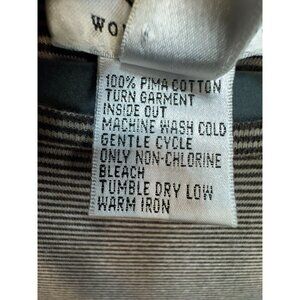 WO
100% PIMA COTTON
TURN GARMENT
INSIDE OUT
MACHINE WASH COLD
GENTLE CYCLE
ONLY NON-CHLORINE
BLEACH
TUMBLE DRY LOW
WARM IRON